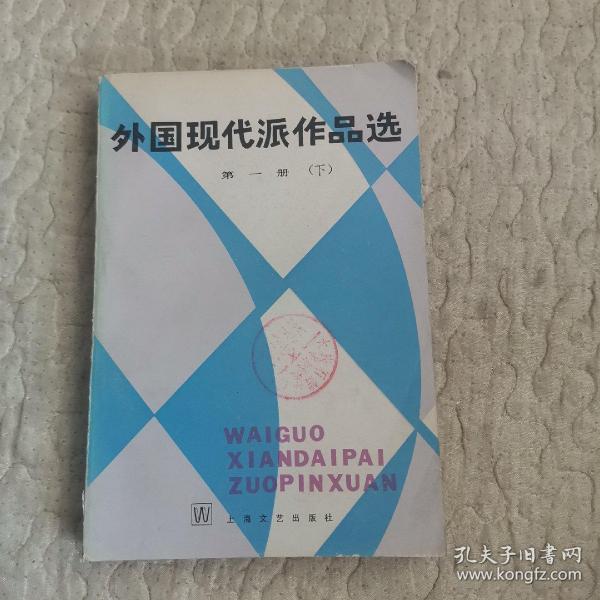 外国现代派作品选
第一册（下）
WAIGUO
XIANDAIPAI
ZUOPINXUAN
W 上海文艺出版社
孔夫子旧书网
www.kongfz.com